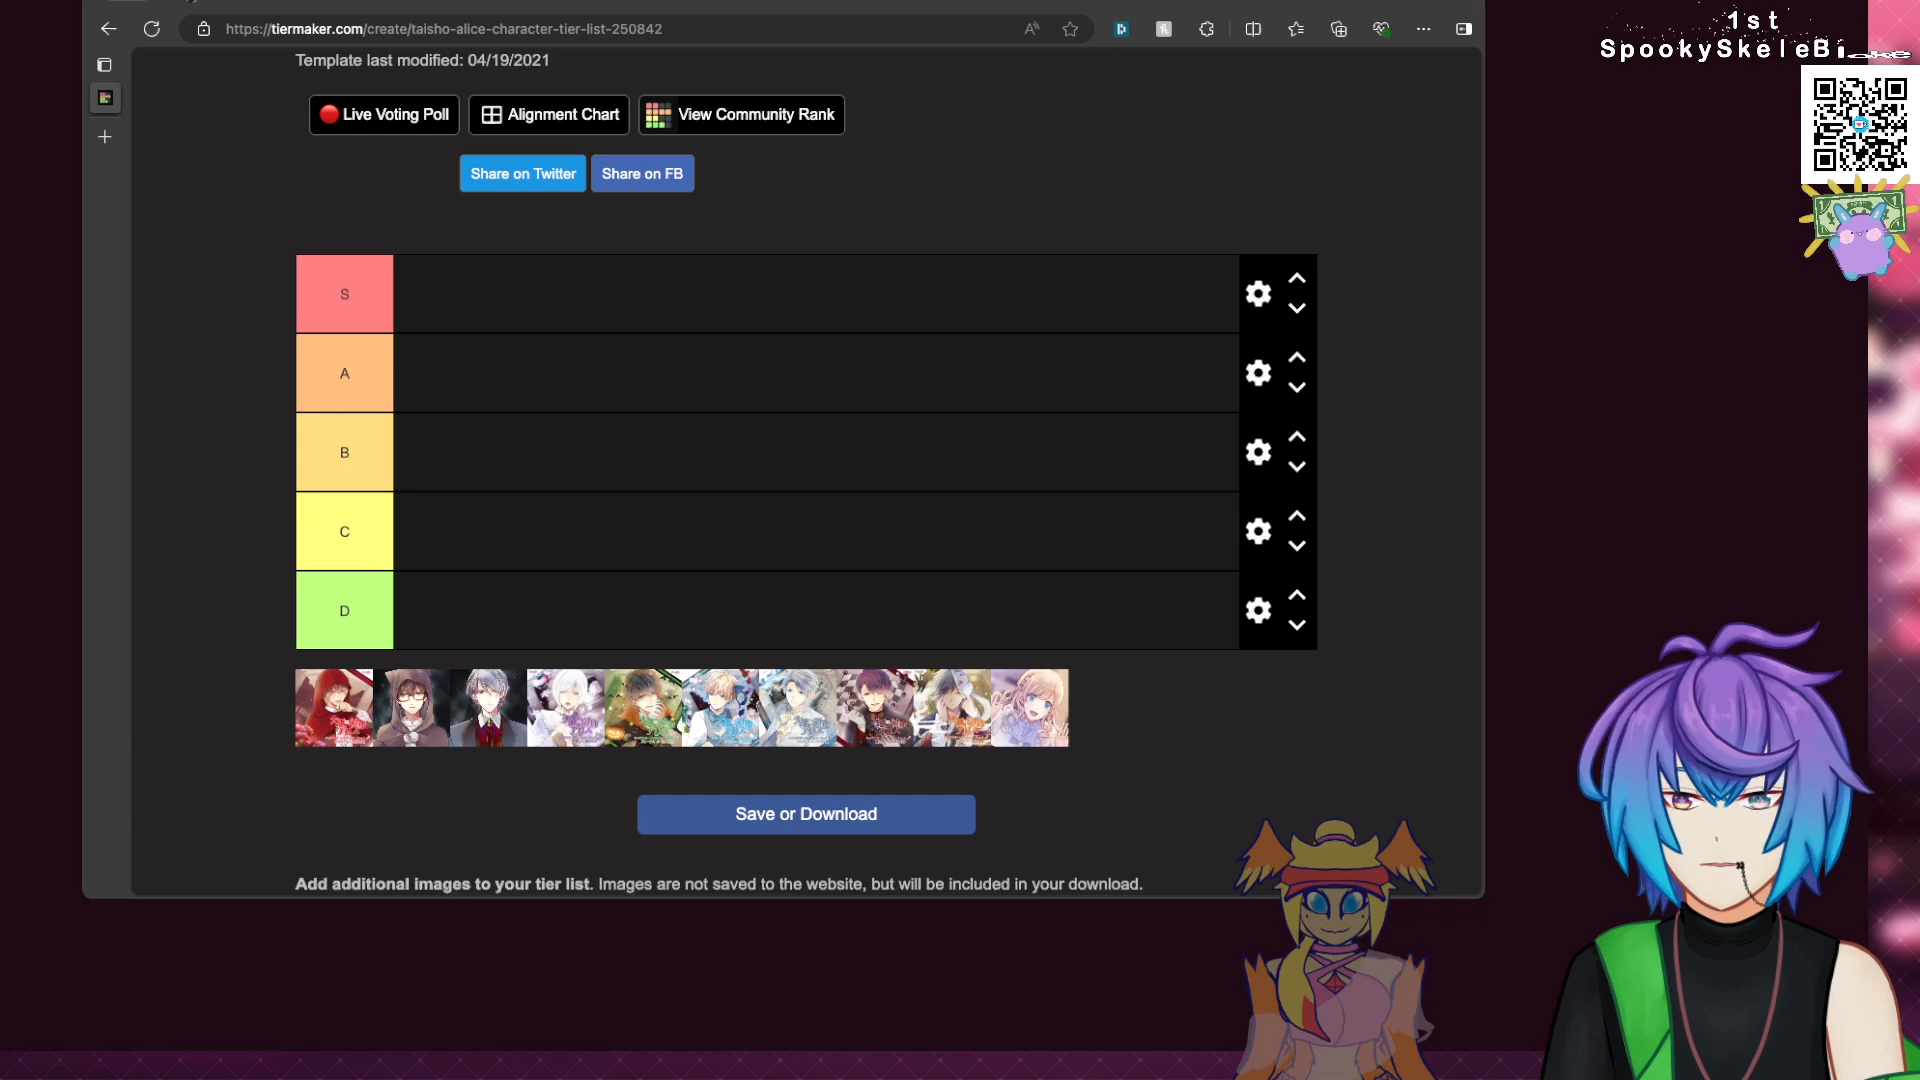 https://tiermaker.com/create/taisho-alice-character-tier-list-250842
1st
Template last modified: 04/19/2021
Live Voting Poll
Alignment Chart
View Community Rank
Share on Twitter
Share on FB
S
A
B
C
D
Save or Download
Add additional images to your tier list. Images are not saved to the website, but will be included in your download.